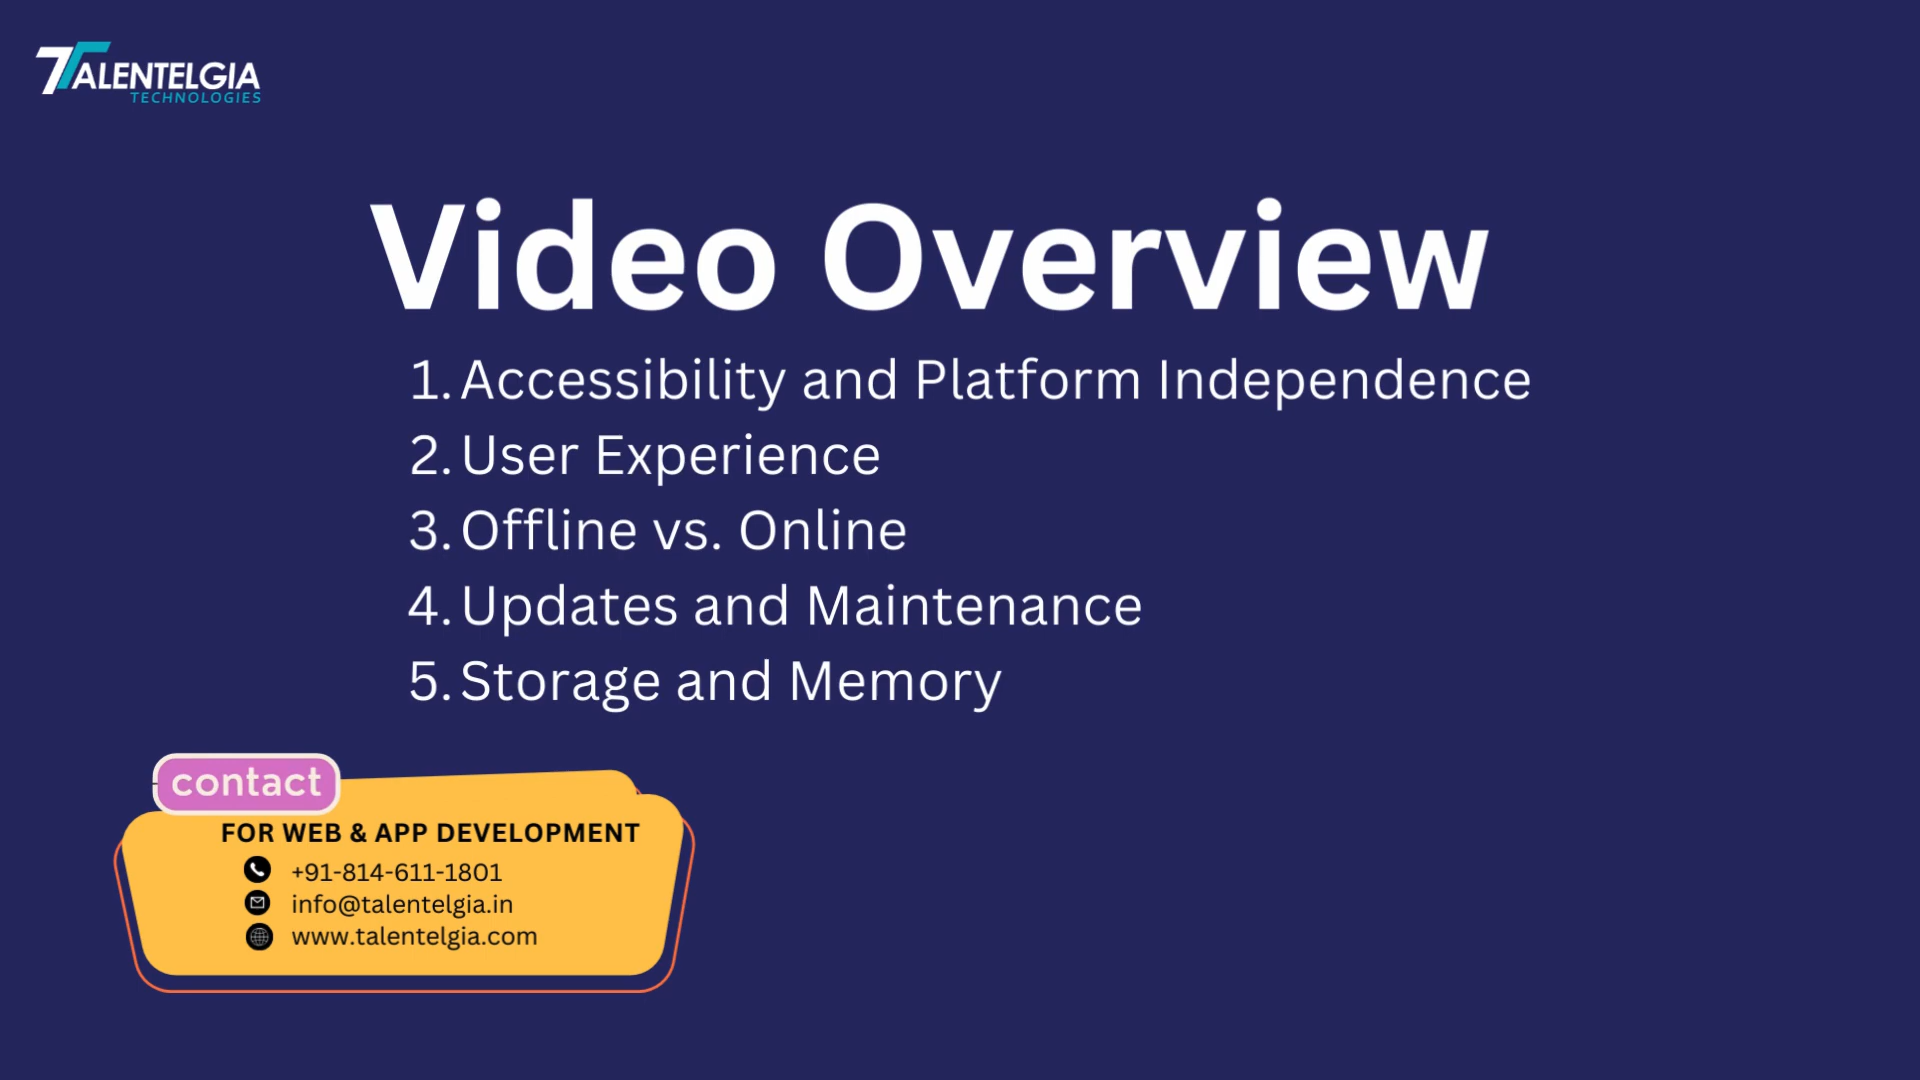 TALENTELGIA
TECHNOLOGIES
Video Overview
1. Accessibility and Platform Independence
2. User Experience
3. Offline vs. Online
4. Updates and Maintenance
5. Storage and Memory
contact
FOR WEB & APP DEVELOPMENT
+91-814-611-1801
info@talentelgia.in
www.talentelgia.com